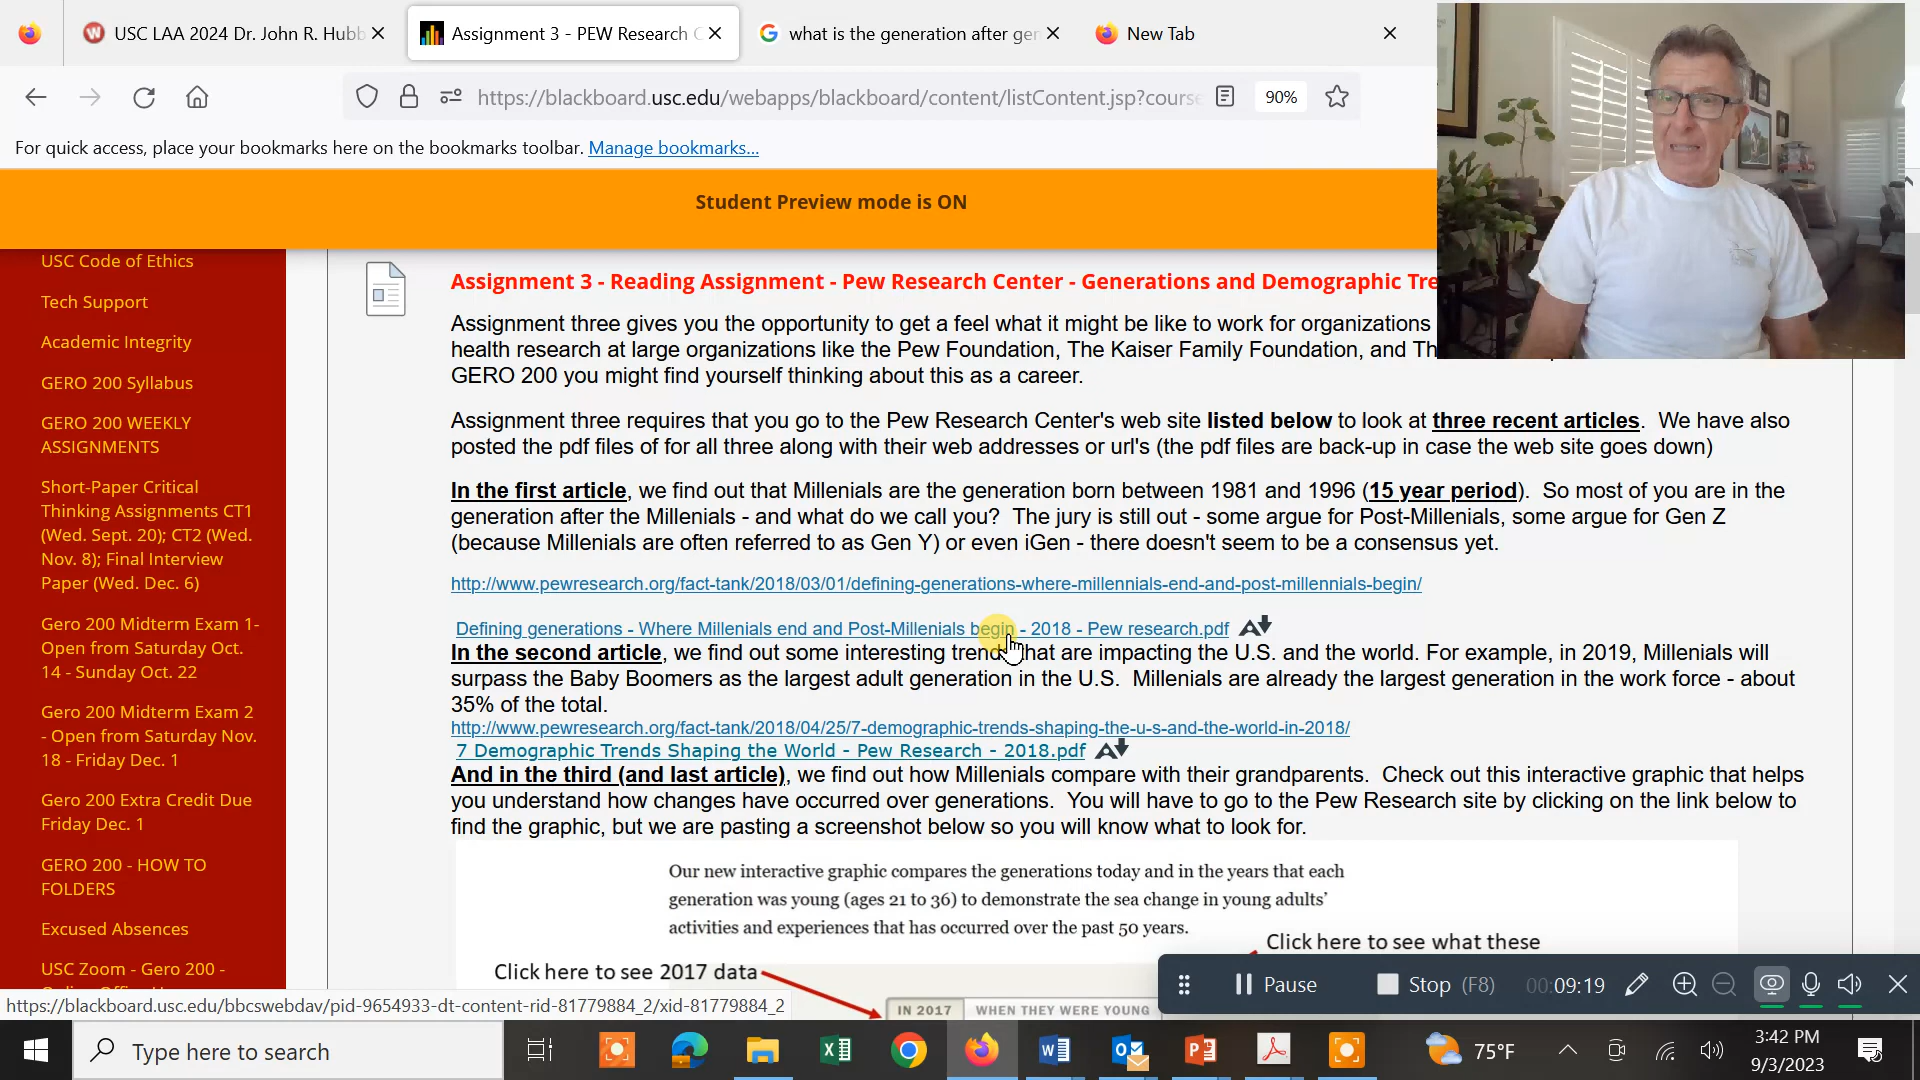 USC LAA 2024 Dr. John R. Hubb
Assignment 3 - PEW Research C
what is the generation after ger
New Tab
https://blackboard.usc.edu/webapps/blackboard/content/listContent.jsp?course
90%
For quick access, place your bookmarks here on the bookmarks toolbar. Manage bookmarks...
Student Preview mode is ON
USC Code of Ethics
Tech Support
Academic Integrity
GERO 200 Syllabus
GERO 200 WEEKLY
ASSIGNMENTS
Short-Paper Critical
Thinking Assignments CT1
(Wed. Sept. 20); CT2 (Wed.
Nov. 8); Final Interview
Paper (Wed. Dec. 6)
Gero 200 Midterm Exam 1-
Open from Saturday Oct.
14 - Sunday Oct. 22
Gero 200 Midterm Exam 2
- Open from Saturday Nov.
18 - Friday Dec. 1
Gero 200 Extra Credit Due
Friday Dec. 1
GERO 200 - HOW TO
FOLDERS
Excused Absences
USC Zoom - Gero 200 -
Assignment 3 - Reading Assignment - Pew Research Center - Generations and Demographic Tre
Assignment three gives you the opportunity to get a feel what it might be like to work for organizations
health research at large organizations like the Pew Foundation, The Kaiser Family Foundation, and Th
GERO 200 you might find yourself thinking about this as a career.
Assignment three requires that you go to the Pew Research Center's web site listed below to look at three recent articles. We have also
posted the pdf files of for all three along with their web addresses or url's (the pdf files are back-up in case the web site goes down)
In the first article, we find out that Millenials are the generation born between 1981 and 1996 (15 year period). So most of you are in the
generation after the Millenials - and what do we call you? The jury is still out - some argue for Post-Millenials, some argue for Gen Z
(because Millenials are often referred to as Gen Y) or even iGen - there doesn't seem to be a consensus yet.
http://www.pewresearch.org/fact-tank/2018/03/01/defining-generations-where-millennials-end-and-post-millennials-begin/
Defining generations - Where Millenials end and Post-Millenials begin - 2018 - Pew research.pdf
In the second article, we find out some interesting trends that are impacting the U.S. and the world. For example, in 2019, Millenials will
surpass the Baby Boomers as the largest adult generation in the U.S. Millenials are already the largest generation in the work force - about
35% of the total.
http://www.pewresearch.org/fact-tank/2018/04/25/7-demographic-trends-shaping-the-u-s-and-the-world-in-2018/
7 Demographic Trends Shaping the World - Pew Research - 2018.pdf
And in the third (and last article), we find out how Millenials compare with their grandparents. Check out this interactive graphic that helps
you understand how changes have occurred over generations. You will have to go to the Pew Research site by clicking on the link below to
find the graphic, but we are pasting a screenshot below so you will know what to look for.
Our new interactive graphic compares the generations today and in the years that each
generation was young (ages 21 to 36) to demonstrate the sea change in young adults'
activities and experiences that has occurred over the past 50 years.
Click here to see what these
Click here to see 2017 data
IN 2017 WHEN THEY WERE YOUNG
Pause
Stop (F8)
00:09:19
https://blackboard.usc.edu/bbcswebdav/pid-9654933-dt-content-rid-81779884_2/xid-81779884_2
Type here to search
75°F
3:42 PM
9/3/2023